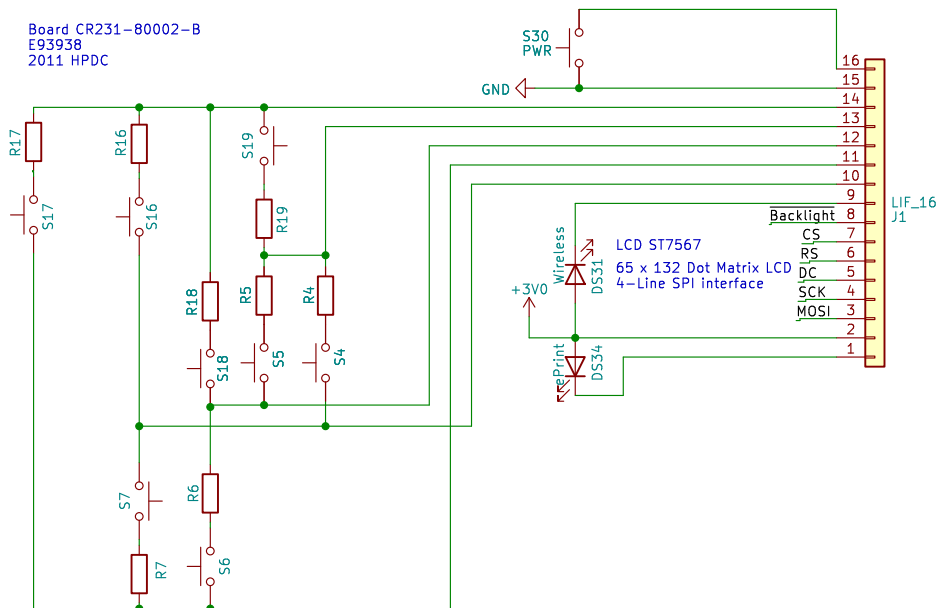 Board CR231-80002-B
E93938
2011 HPDC
S30
PWR
GND
16
15
14
13
12
11
10
9
8
7
6
5
4
3
2
1
LIF_16
J1
Backlight
CS
RS
DC
SCK
MOSI
R17
R16
S19
S17
S16
R19
R18
R5
R4
S18
S5
S4
Wireless
DS31
LCD ST7567
65 x 132 Dot Matrix LCD
4-Line SPI interface
+3V0
ePrint
DS34
S7
R6
R7
S6